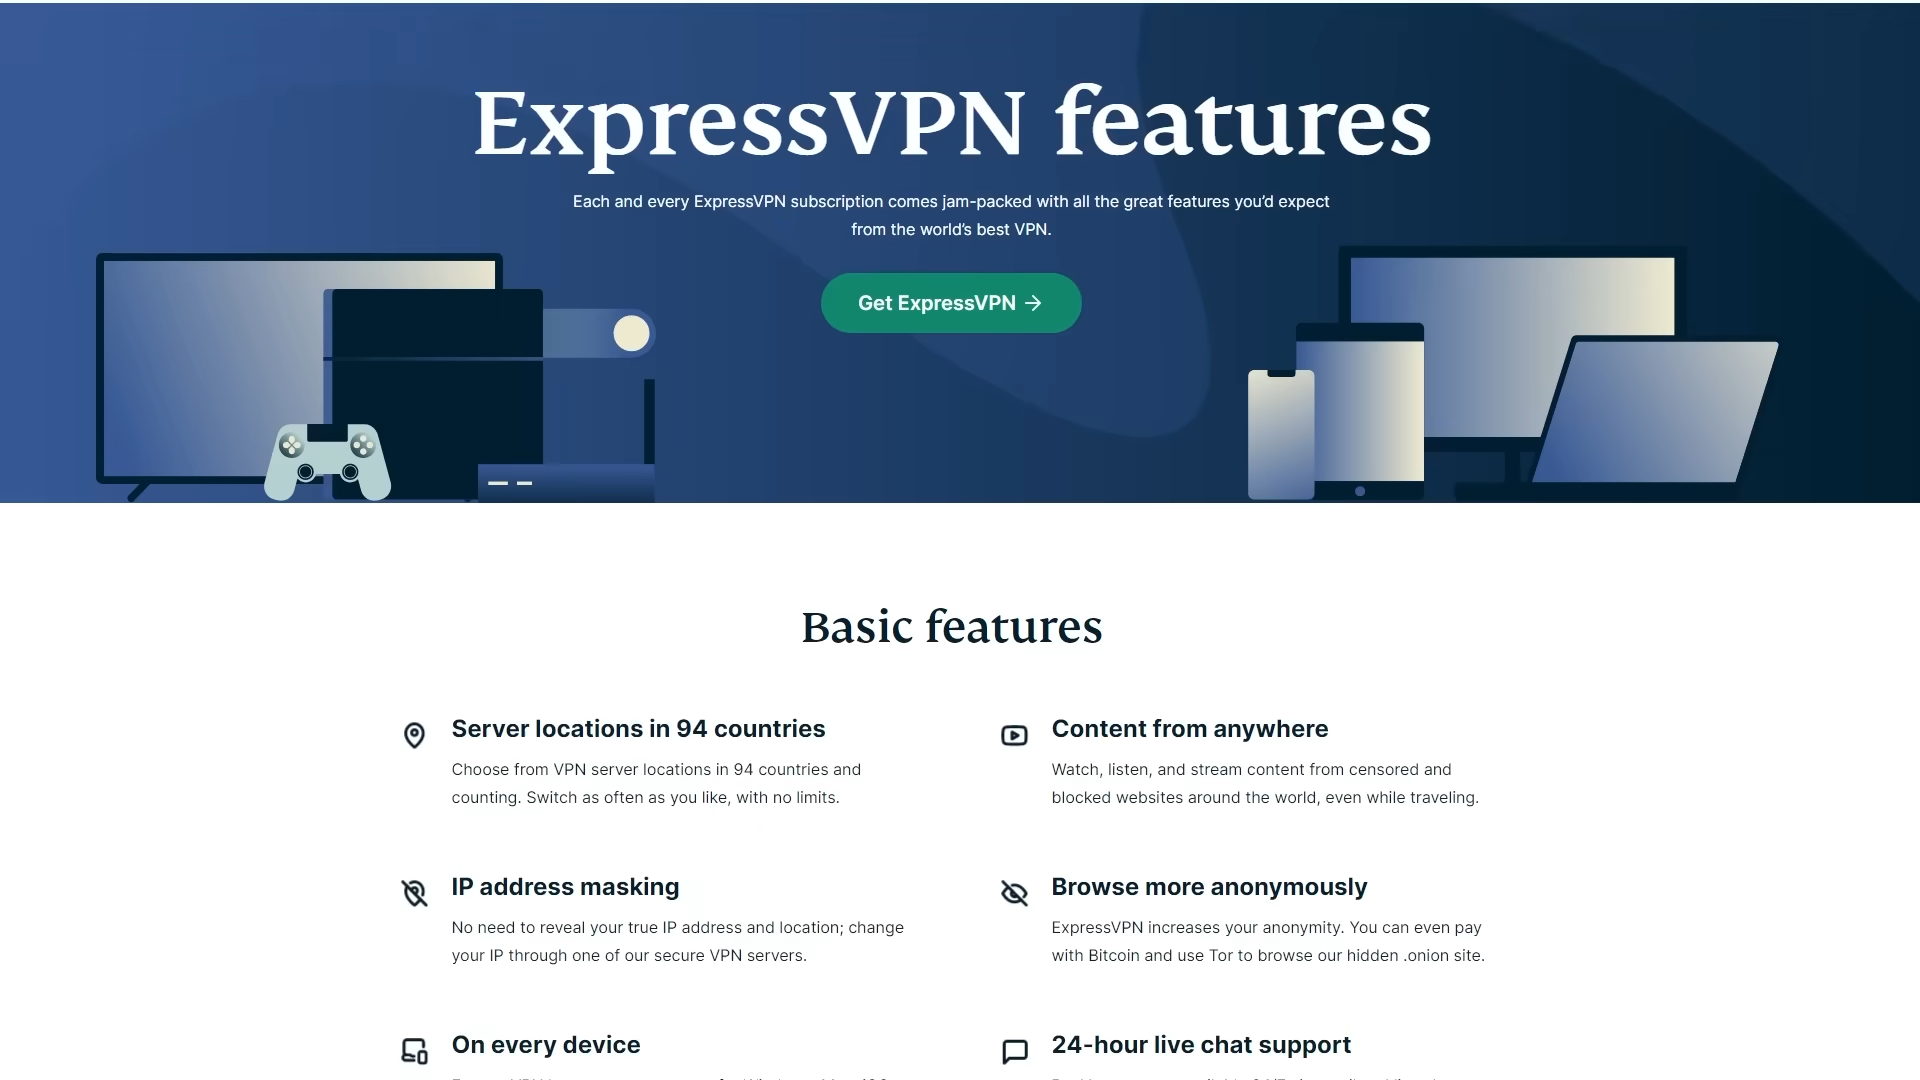 ExpressVPN features
Each and every ExpressVPN subscription comes jam-packed with all the great features you’d expect
from the world’s best VPN.
Get ExpressVPN
Basic features
Server locations in 94 countries
Choose from VPN server locations in 94 countries and
counting. Switch as often as you like, with no limits.
Content from anywhere
Watch, listen, and stream content from censored and
blocked websites around the world, even while traveling.
IP address masking
No need to reveal your true IP address and location; change
your IP through one of our secure VPN servers.
Browse more anonymously
ExpressVPN increases your anonymity. You can even pay
with Bitcoin and use Tor to browse our hidden .onion site.
On every device
24-hour live chat support